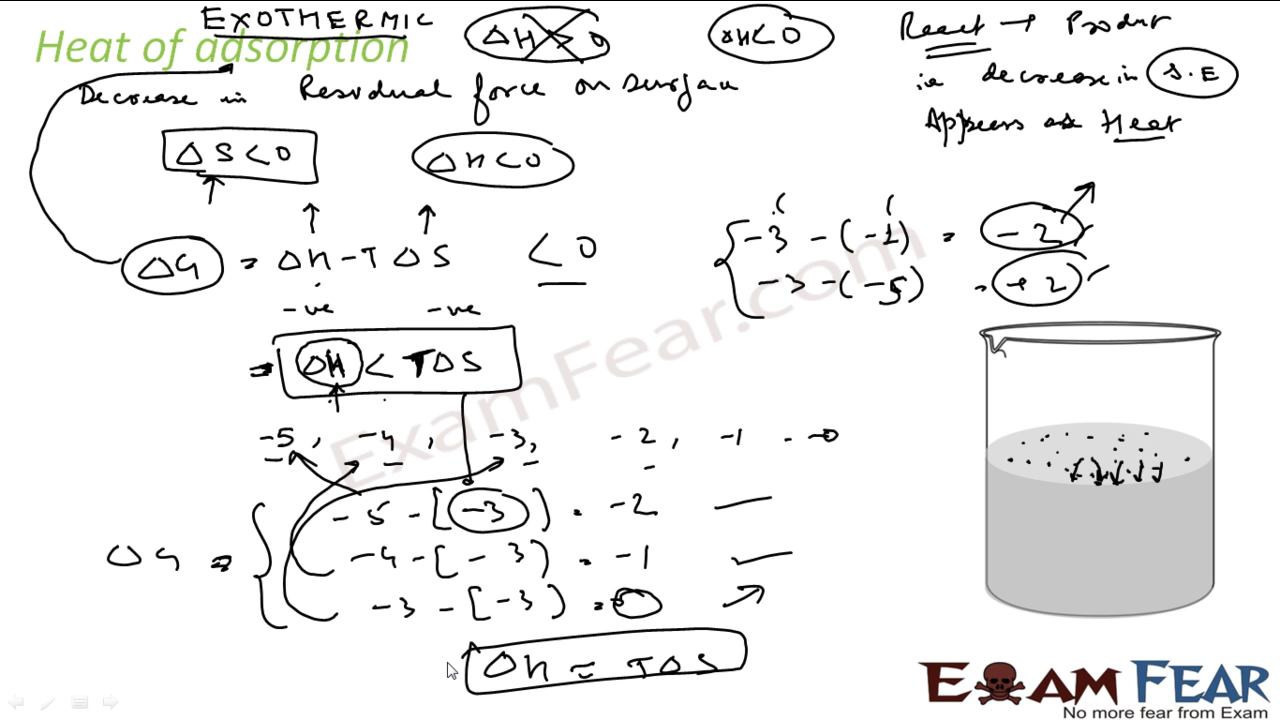 EXOTHERMIC
ΔH > 0
ΔH < 0
React → Product
Heat of adsorption
ie decrease in S.E
Decrease in Residual force on surfau
Appears as Heat
ΔS < 0
ΔH < 0
-3 - (-1) = -2
ΔG = ΔH - TΔS < 0
-3 - (-5) = +2
-ve -ve
= ΔH < TΔS
-5, -4, -3, -2, -1 . -0
-5 - [-3] = -2
ΔG = -4 - [-3] = -1
-3 - [-3] = 0
ΔH = TΔS
ExamFear.com
EXAM FEAR
No more fear from Exam